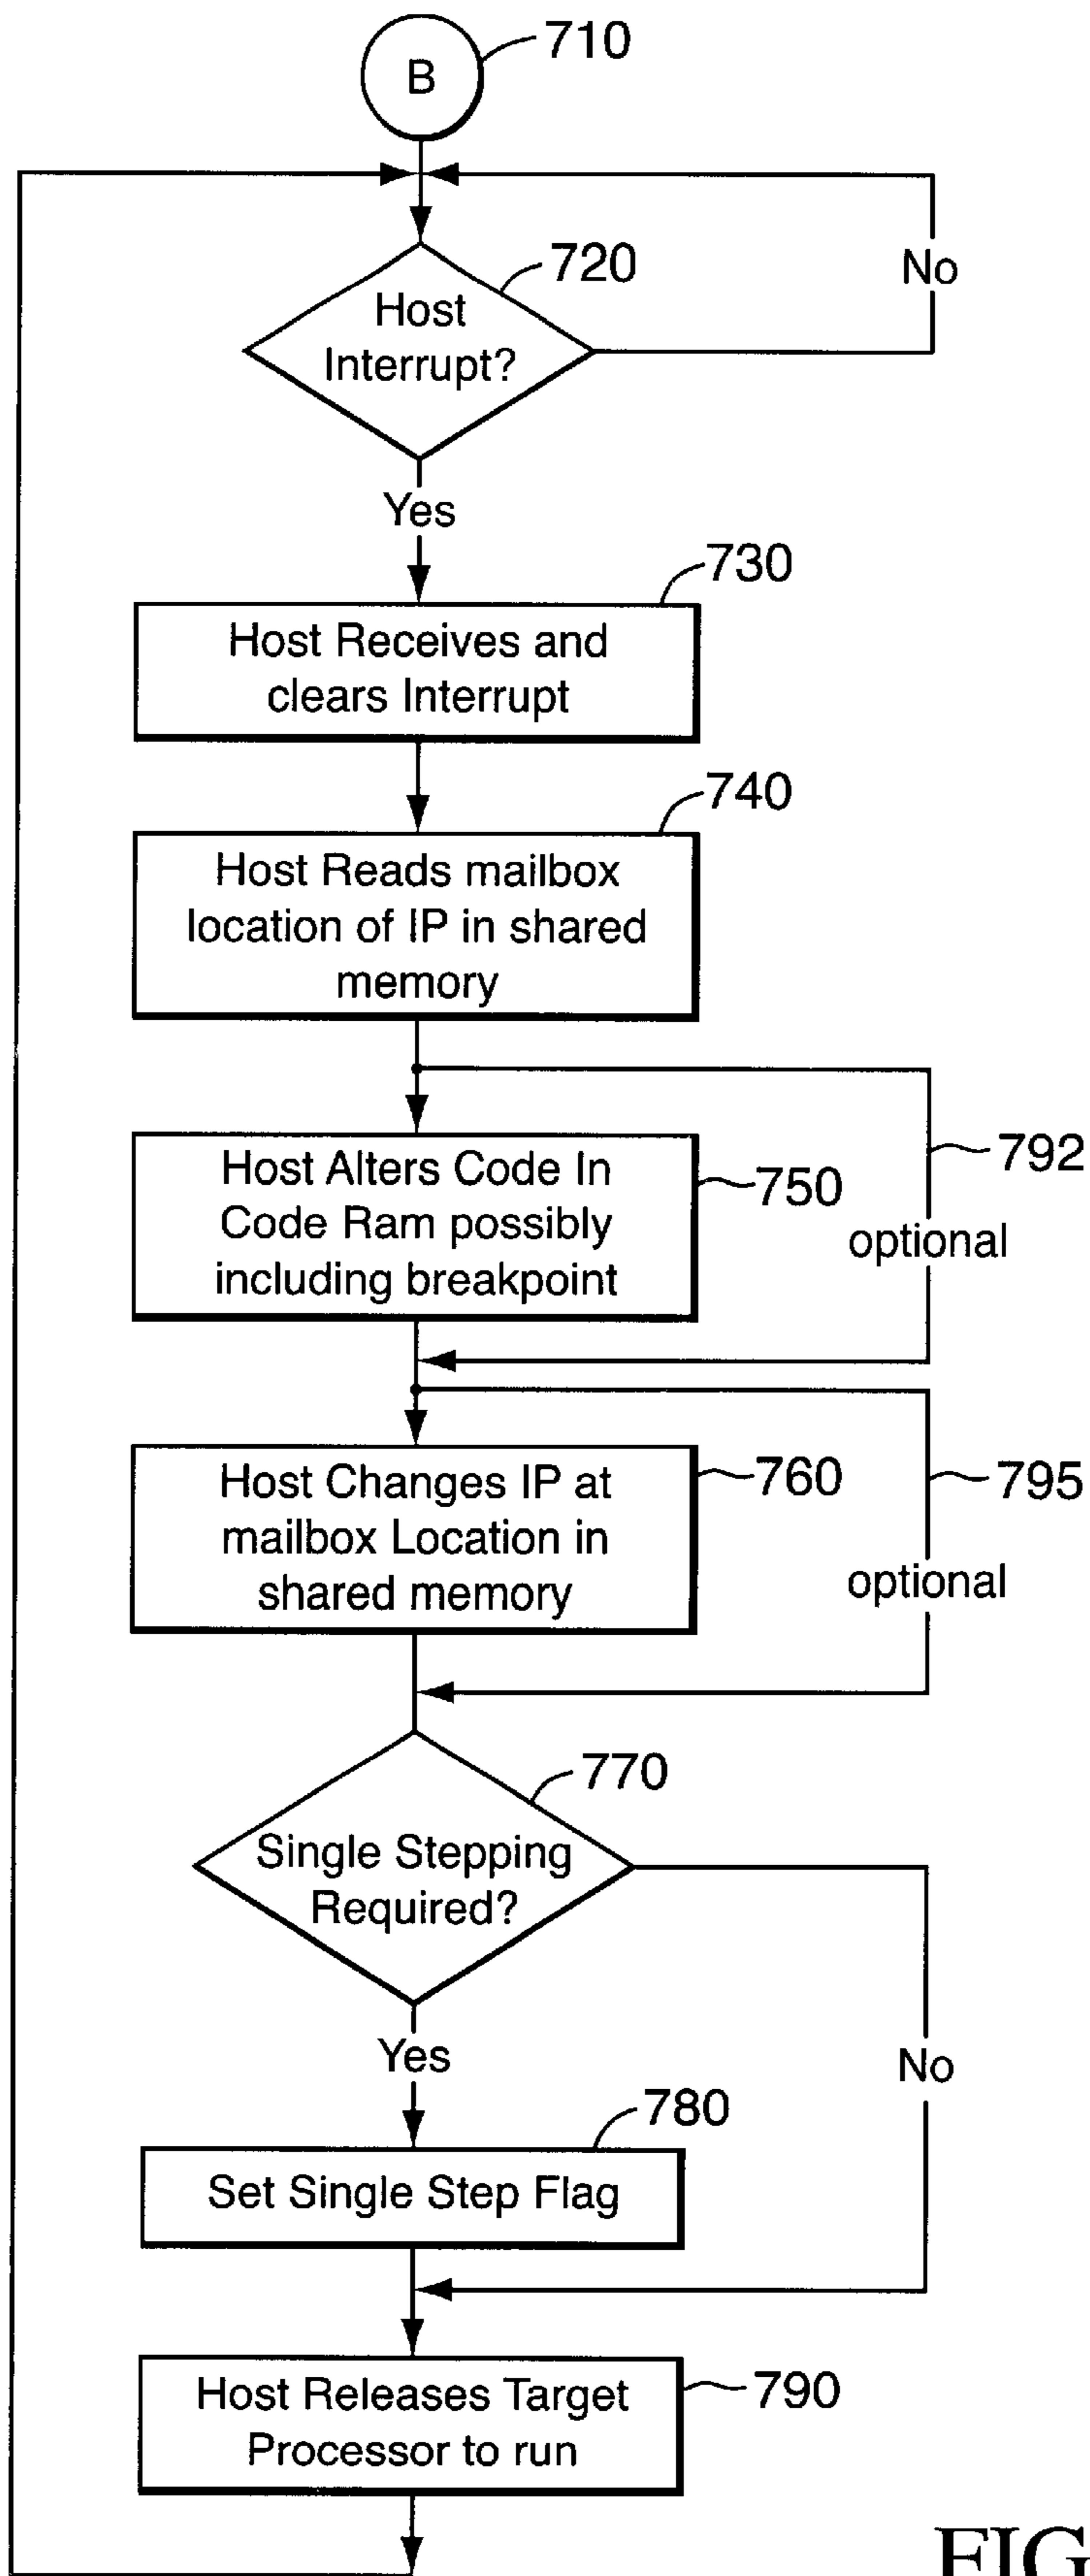 B
710
720
Host
Interrupt?
No
Yes
730
Host Receives and
clears Interrupt
740
Host Reads mailbox
location of IP in shared
memory
792
optional
Host Alters Code In
Code Ram possibly
including breakpoint
750
795
optional
Host Changes IP at
mailbox Location in
shared memory
760
770
Single Stepping
Required?
No
Yes
780
Set Single Step Flag
Host Releases Target
Processor to run
790
FIG